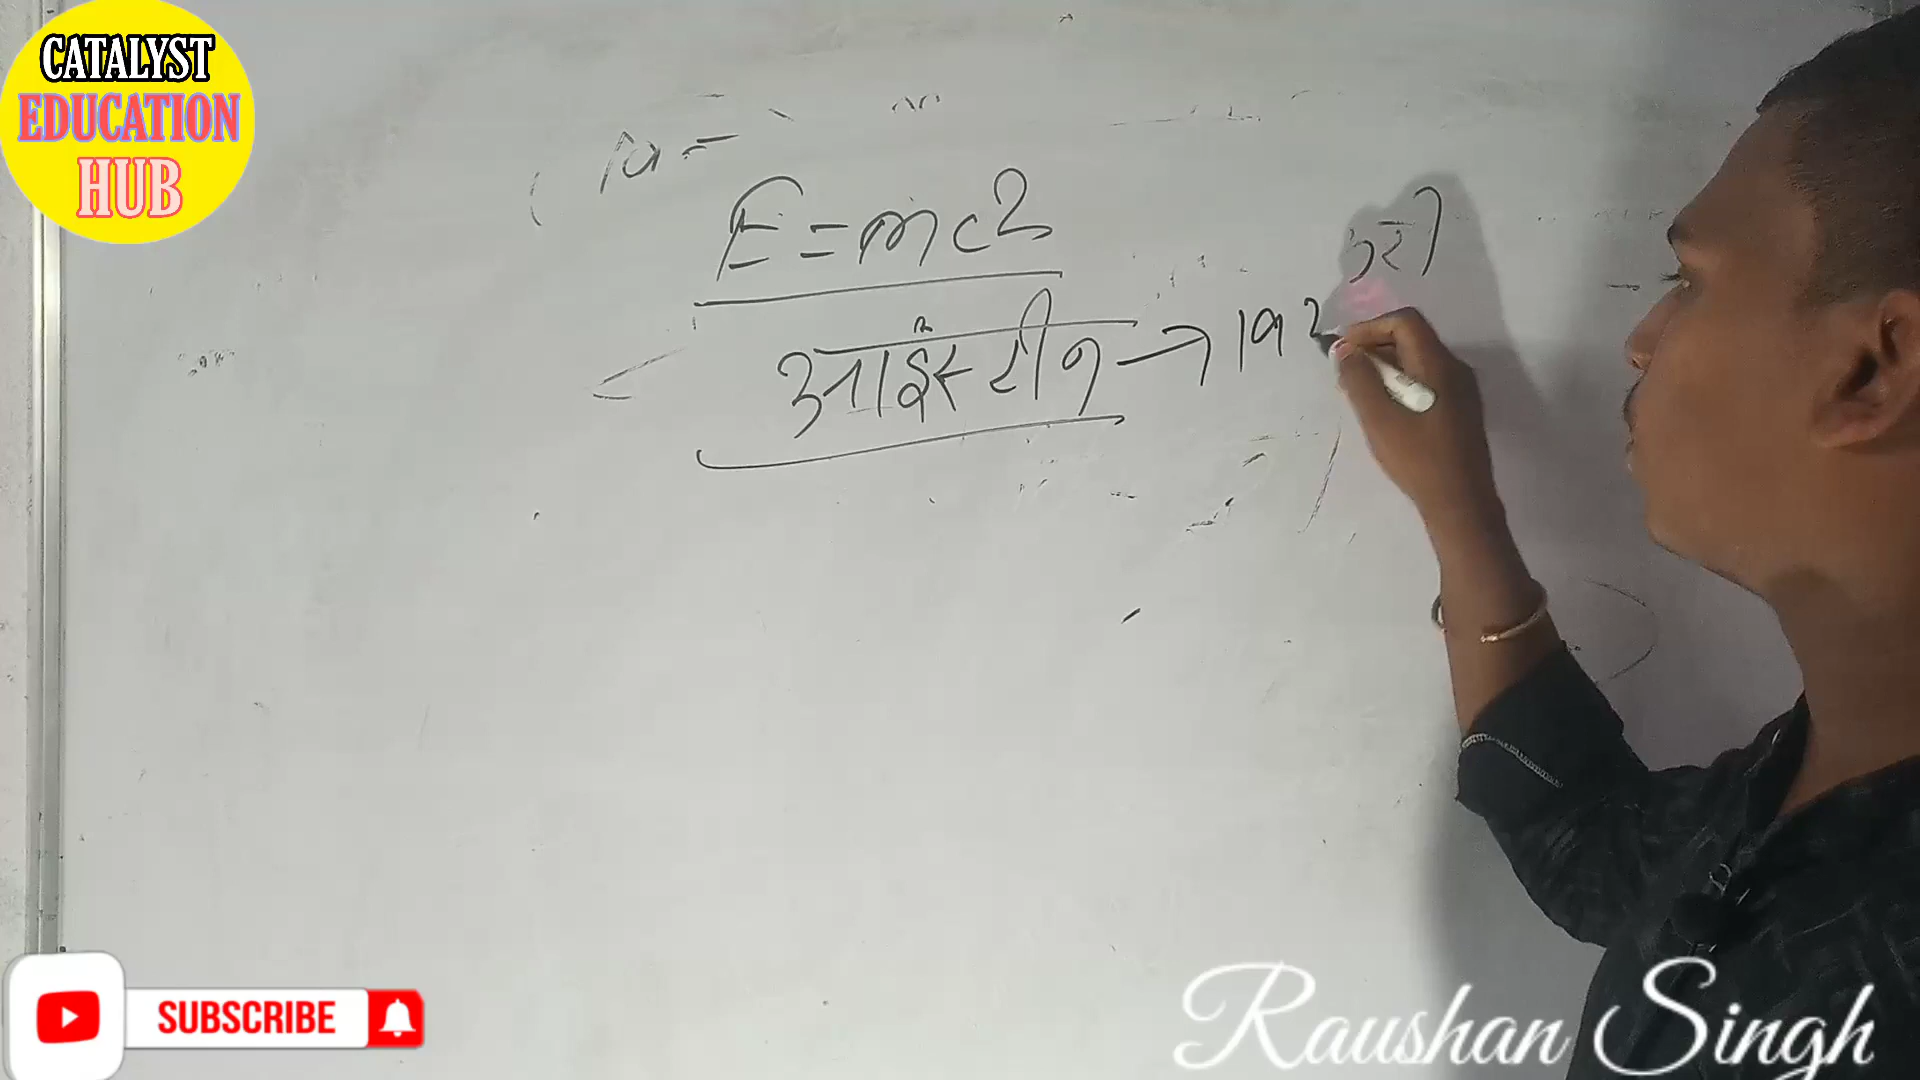 CATALYST
EDUCATION
HUB
E=mc2
आइंस्टीन → 192
SUBSCRIBE
Raushan Singh